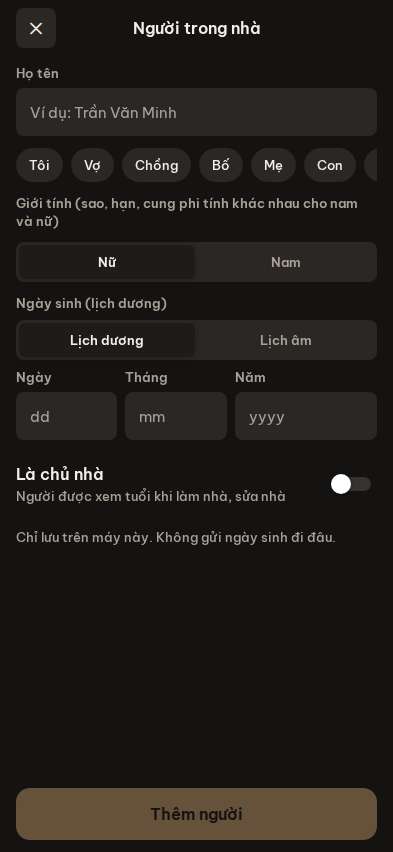 Người trong nhà
Họ tên
Ví dụ: Trần Văn Minh
Tôi
Vợ
Chồng
Bố
Mẹ
Con
Giới tính (sao, hạn, cung phi tính khác nhau cho nam
và nữ)
Nữ
Nam
Ngày sinh (lịch dương)
Lịch dương
Lịch âm
Ngày
Tháng
Năm
dd
mm
yyyy
Là chủ nhà
Người được xem tuổi khi làm nhà, sửa nhà
Chỉ lưu trên máy này. Không gửi ngày sinh đi đâu.
Thêm người